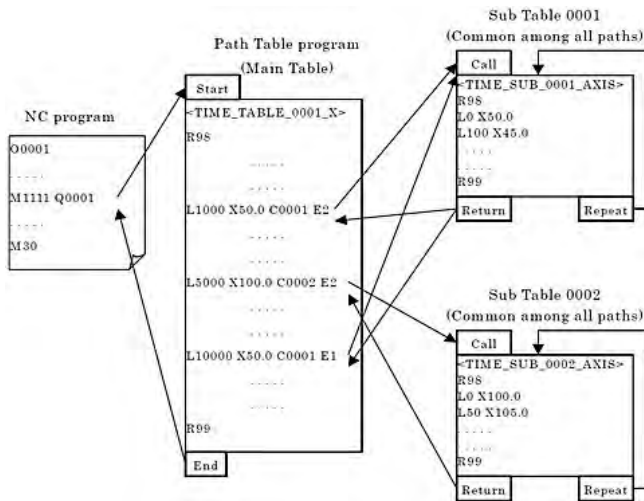 NC program
O0001
.....
M1111 Q0001
.....
M30
Path Table program
(Main Table)
Start
<TIME_TABLE_0001_X>
R98
.......
.....
L1000 X50.0 C0001 E2
.....
.....
L5000 X100.0 C0002 E2
.....
.....
L10000 X50.0 C0001 E1
.....
.....
R99
End
Sub Table 0001
(Common among all paths)
Call
<TIME_SUB_0001_AXIS>
R98
L0 X50.0
L100 X45.0
....
.....
R99
Return
Repeat
Sub Table 0002
(Common among all paths)
Call
<TIME_SUB_0002_AXIS>
R98
L0 X100.0
L50 X105.0
....
.....
R99
Return
Repeat